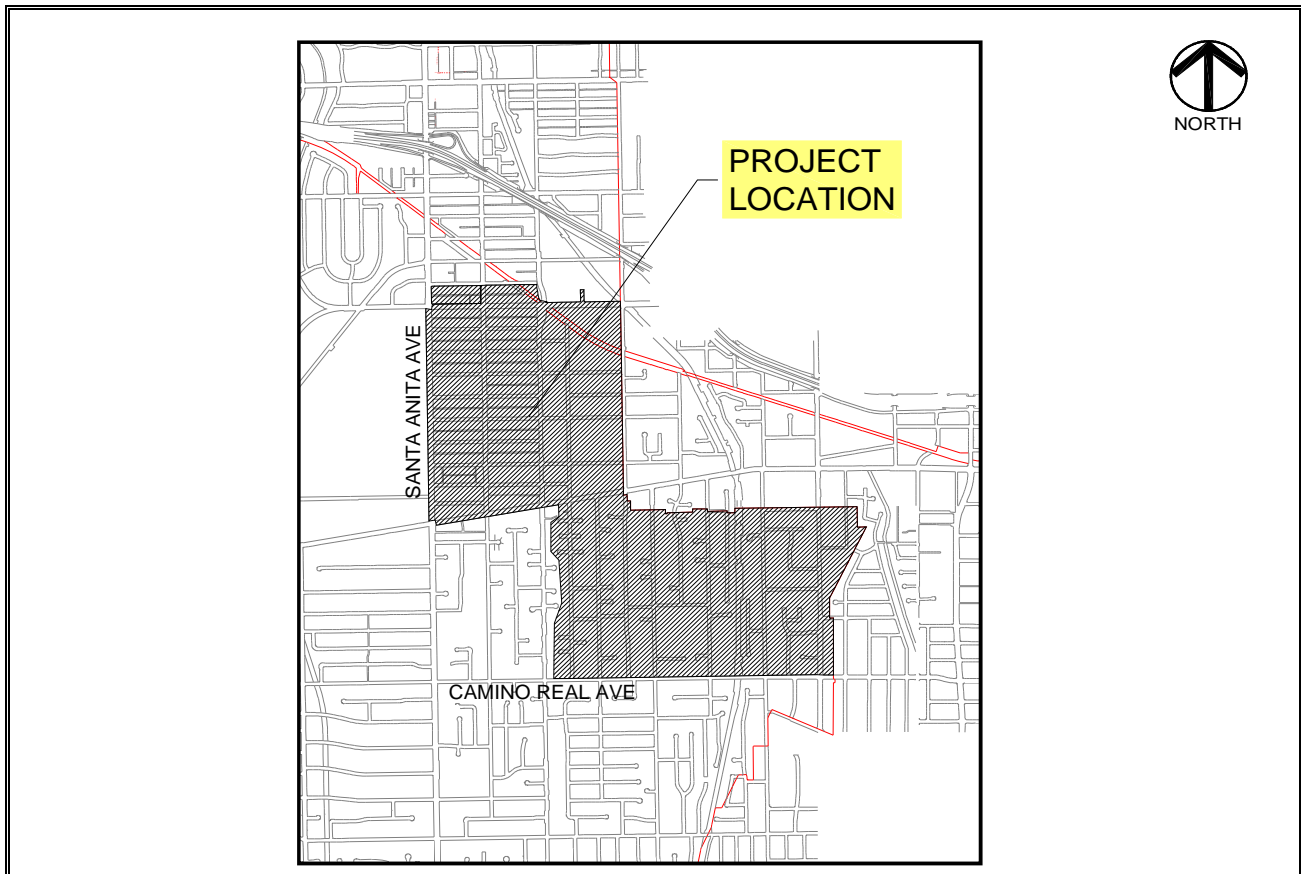 NORTH
PROJECT
LOCATION
SANTA ANITA AVE
CAMINO REAL AVE